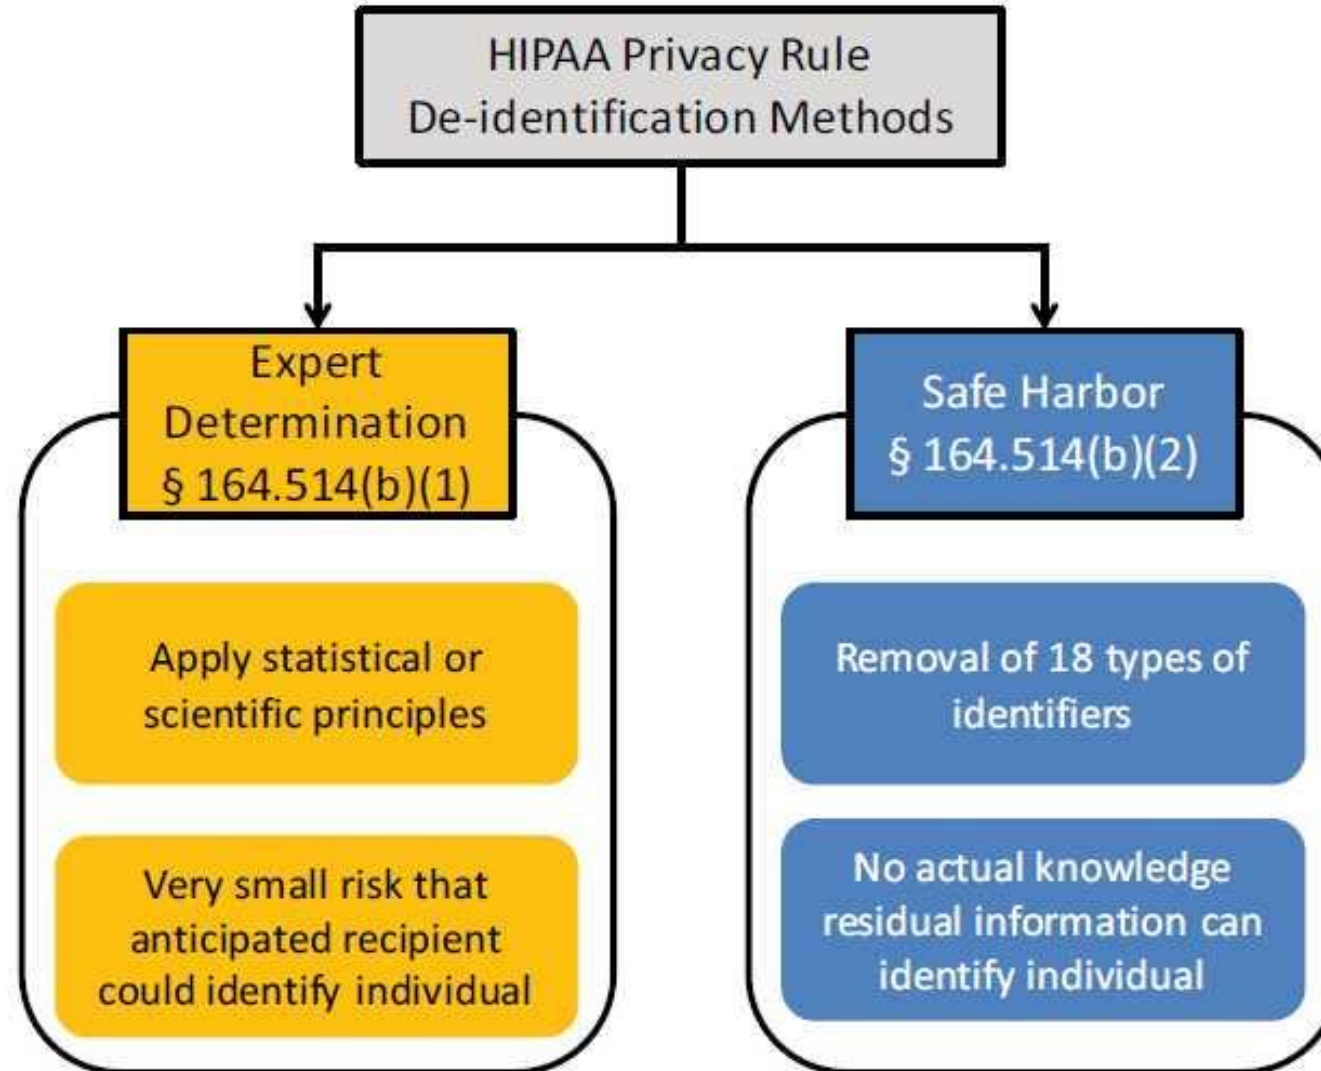 HIPAA Privacy Rule
De-identification Methods
Expert
Determination
§ 164.514(b)(1)
Apply statistical or
scientific principles
Very small risk that
anticipated recipient
could identify individual
Safe Harbor
§ 164.514(b)(2)
Removal of 18 types of
identifiers
No actual knowledge
residual information can
identify individual